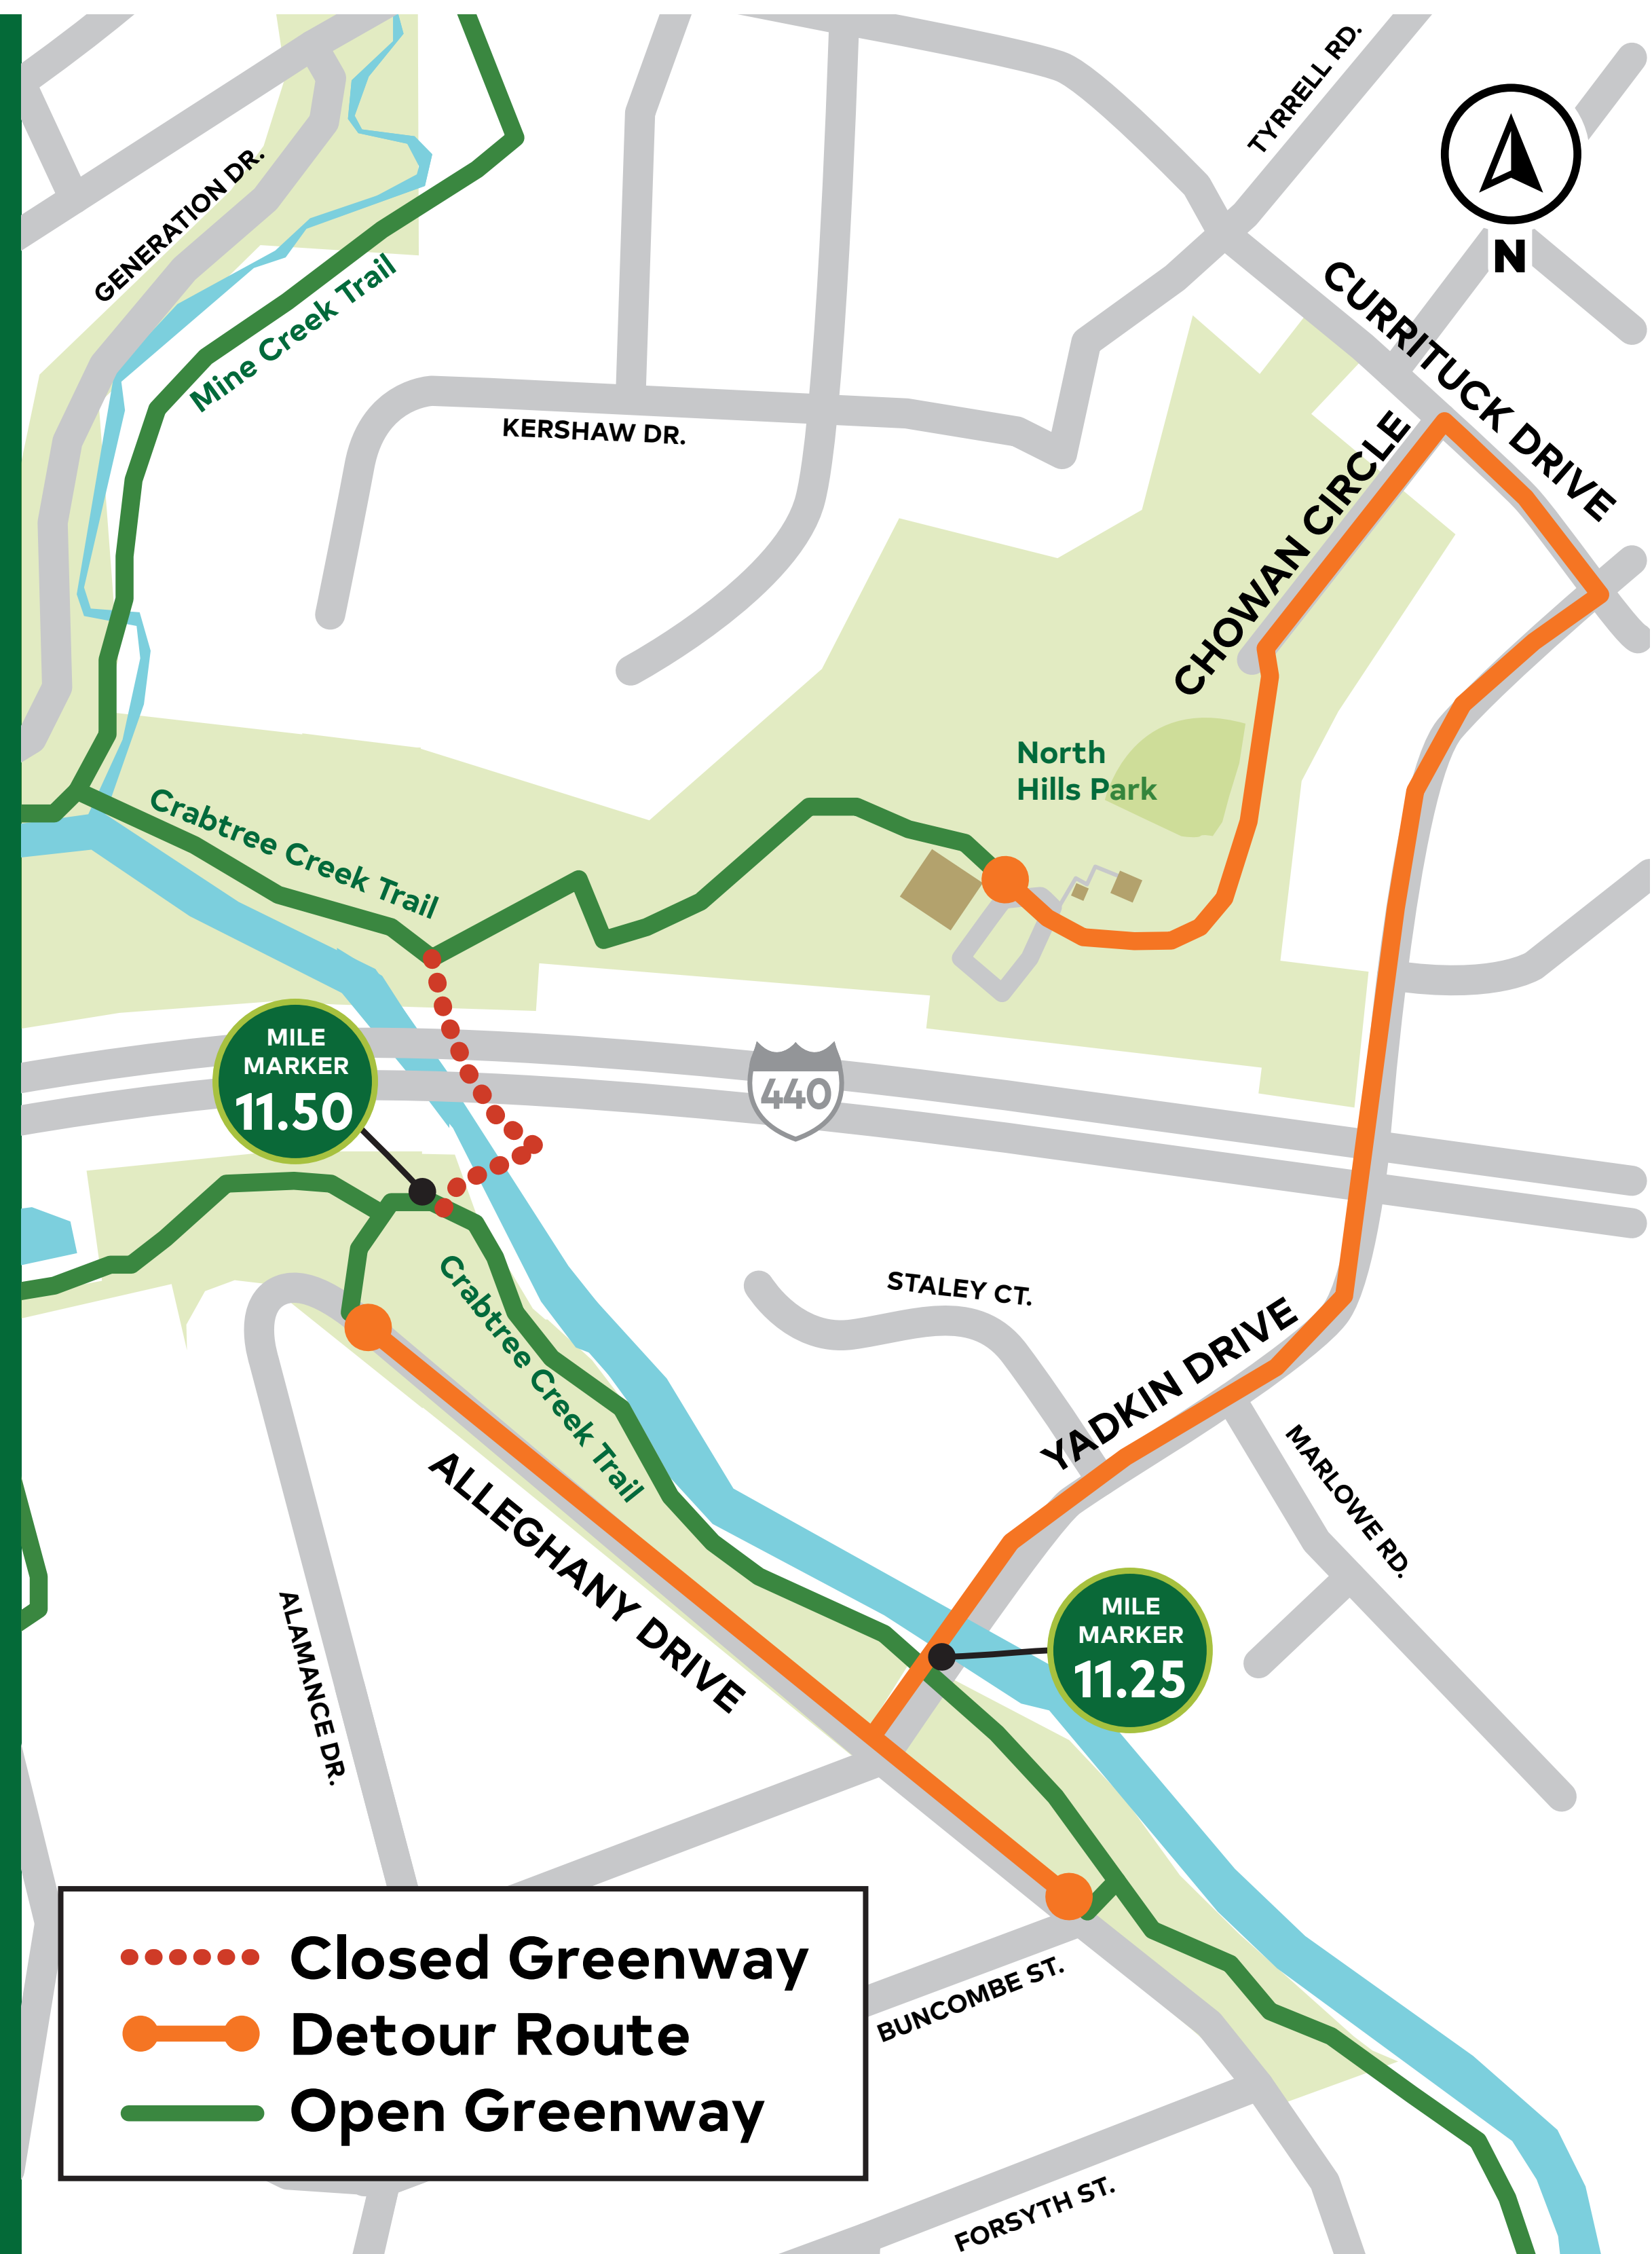 TYRRELL RD.
GENERATION DR.
N
Mine Creek Trail
CURRITUCK DRIVE
KERSHAW DR.
CHOWAN CIRCLE
North
Hills Park
Crabtree Creek Trail
MILE
MARKER
11.50
440
STALEY CT.
Crabtree Creek Trail
YADKIN DRIVE
MARLOWE RD.
ALLEGHANY DRIVE
MILE
MARKER
11.25
ALAMANCE DR.
Closed Greenway
Detour Route
Open Greenway
BUNCOMBE ST.
FORSYTH ST.